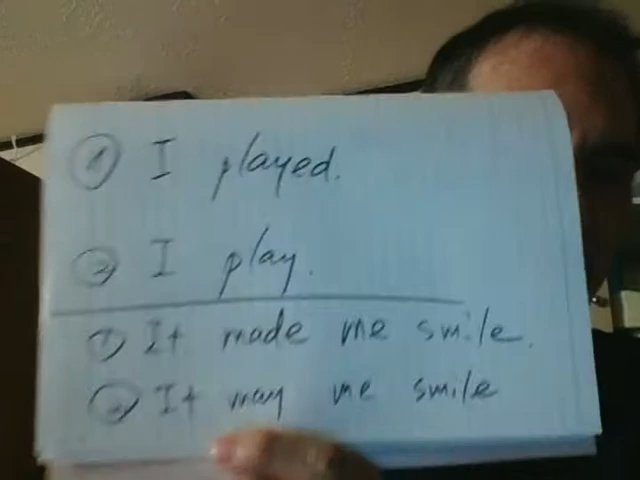 ① I played.
② I play.
① It made me smile.
② It may me smile